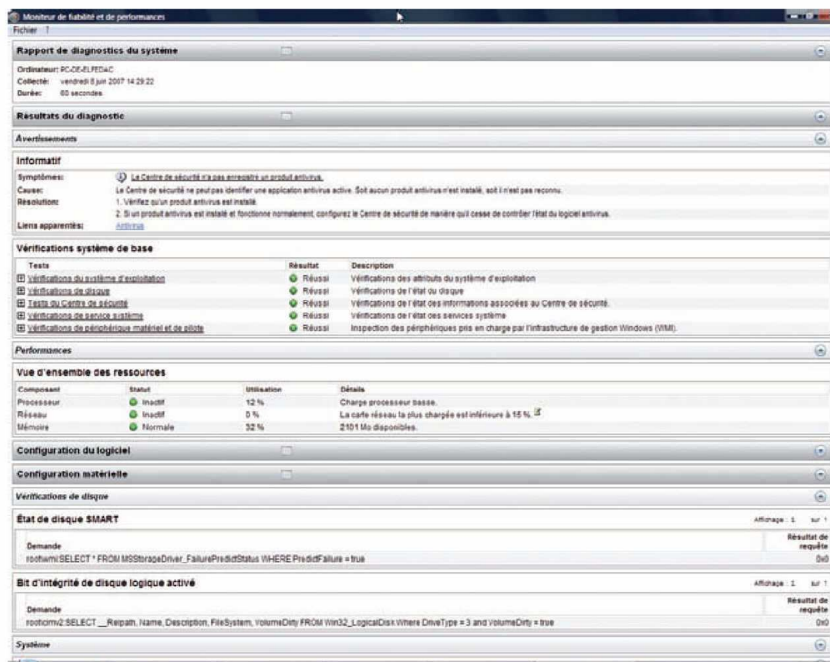 Moniteur de fiabilité et de performances
Fichier ?
Rapport de diagnostics du système
Ordinateur: PC-DE-ELFEDAC
Collecté: vendredi 8 juin 2007 14:29:22
Durée: 60 secondes
Résultats du diagnostic
Avertissements
Informatif
Symptômes: Le Centre de sécurité n'a pas enregistré un produit antivirus.
Cause: Le Centre de sécurité ne peut pas identifier une application antivirus active. Soit aucun produit antivirus n'est installé, soit il n'est pas reconnu.
Résolution: 1. Vérifiez qu'un produit antivirus est installé.
2. Si un produit antivirus est installé et fonctionne normalement, configurez le Centre de sécurité de manière qu'il cesse de contrôler l'état du logiciel antivirus.
Liens apparentés: Antivirus
Vérifications système de base
Tests Résultat Description
Vérifications du système d'exploitation Réussi Vérifications des attributs du système d'exploitation
Vérifications de disque Réussi Vérifications de l'état du disque
Tests du Centre de sécurité Réussi Vérifications de l'état des informations associées au Centre de sécurité.
Vérifications de service système Réussi Vérifications de l'état des services système
Vérifications de périphérique matériel et de pilote Réussi Inspection des périphériques pris en charge par l'infrastructure de gestion Windows (WMI).
Performances
Vue d'ensemble des ressources
Composant Statut Utilisation Détails
Processeur Inactif 12 % Charge processeur basse.
Réseau Inactif 0 % La carte réseau la plus chargée est inférieure à 15 %.
Mémoire Normale 32 % 2101 Mo disponibles.
Configuration du logiciel
Configuration matérielle
Vérifications de disque
État de disque SMART Affichage : 1 sur 1
Demande Résultat de requête
root\wmi:SELECT * FROM MSStorageDriver_FailurePredictStatus WHERE PredictFailure = true 0x0
Bit d'intégrité de disque logique activé Affichage : 1 sur 1
Demande Résultat de requête
root\cimv2:SELECT __Relpath, Name, Description, FileSystem, VolumeDirty FROM Win32_LogicalDisk Where DriveType = 3 and VolumeDirty = true 0x0
Système